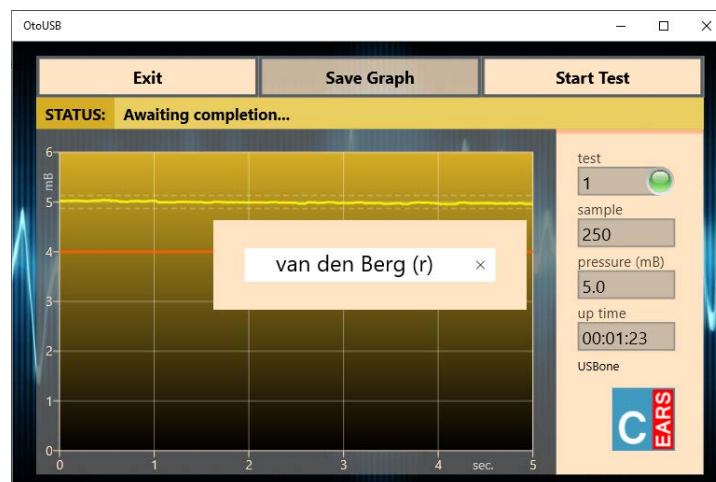 OtoUSB
Exit
Save Graph
Start Test
STATUS: Awaiting completion...
6
mB
5
4
3
2
1
0
0 1 2 3 4 sec. 5
van den Berg (r)
test
1
sample
250
pressure (mB)
5.0
up time
00:01:23
USBone
C EARS